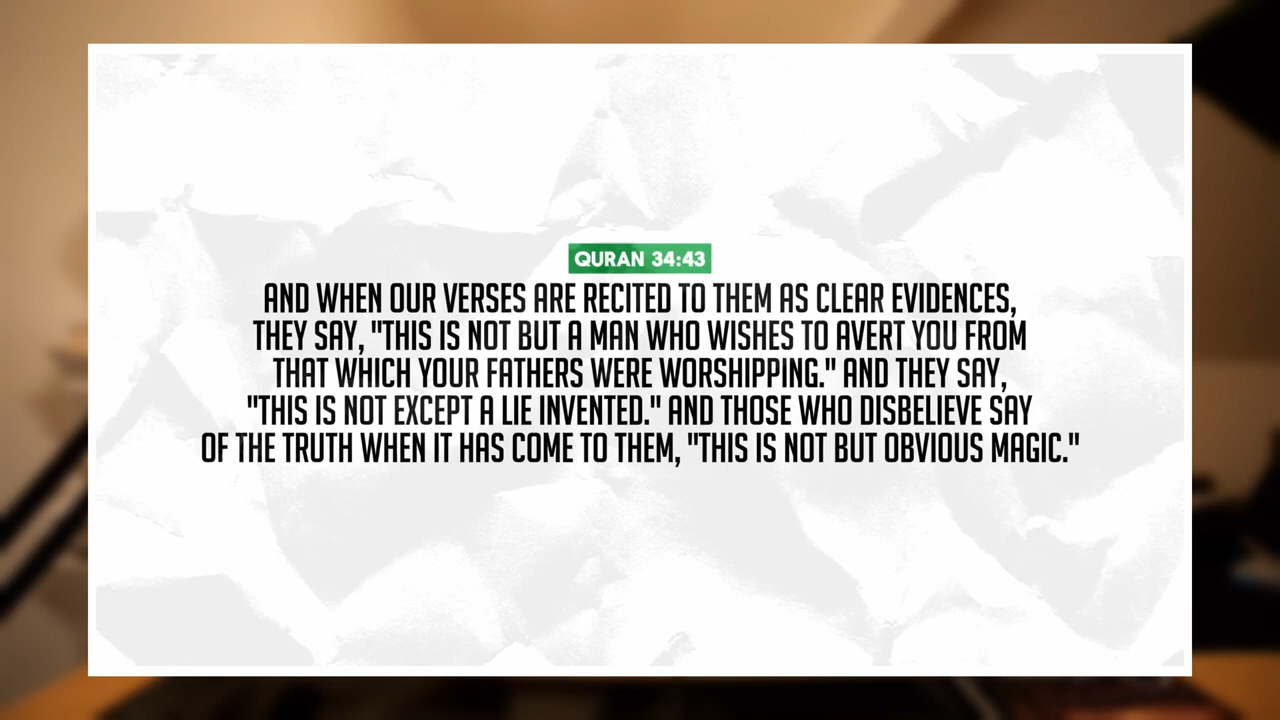 QURAN 34:43
AND WHEN OUR VERSES ARE RECITED TO THEM AS CLEAR EVIDENCES,
THEY SAY, "THIS IS NOT BUT A MAN WHO WISHES TO AVERT YOU FROM
THAT WHICH YOUR FATHERS WERE WORSHIPPING." AND THEY SAY,
"THIS IS NOT EXCEPT A LIE INVENTED." AND THOSE WHO DISBELIEVE SAY
OF THE TRUTH WHEN IT HAS COME TO THEM, "THIS IS NOT BUT OBVIOUS MAGIC."